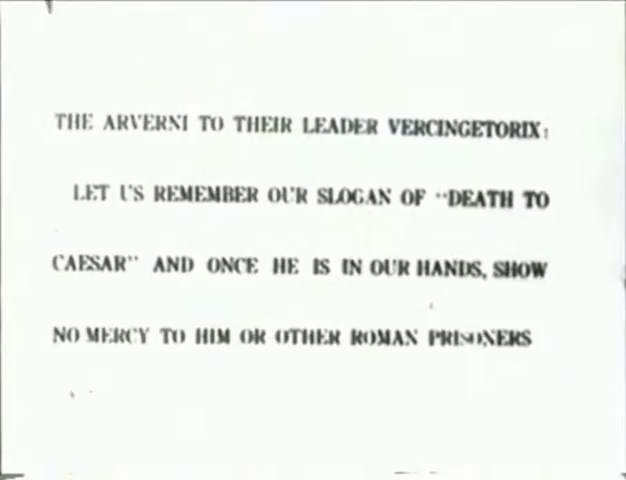 THE ARVERNI TO THEIR LEADER VERCINGETORIX:
LET US REMEMBER OUR SLOGAN OF "DEATH TO
CAESAR" AND ONCE HE IS IN OUR HANDS, SHOW
NO MERCY TO HIM OR OTHER ROMAN PRISONERS